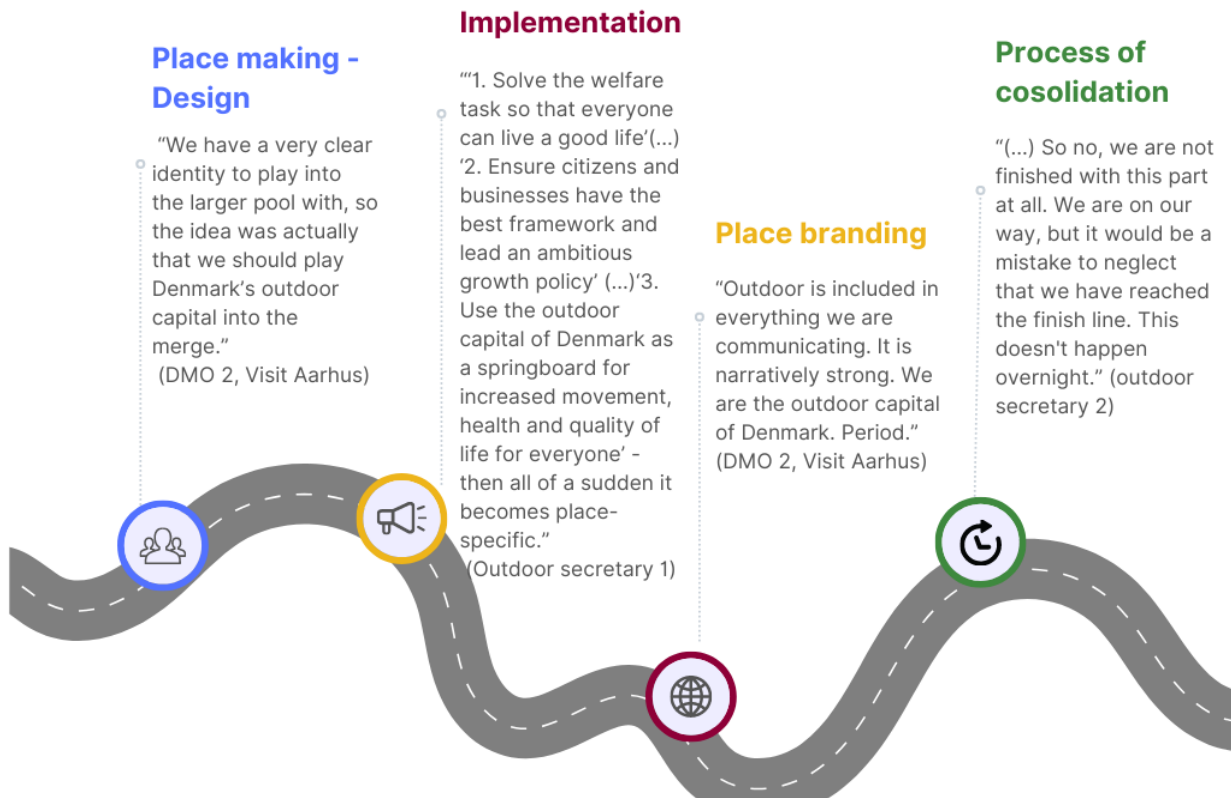 Place making -
Design
“We have a very clear
identity to play into
the larger pool with, so
the idea was actually
that we should play
Denmark’s outdoor
capital into the
merge.”
(DMO 2, Visit Aarhus)
Implementation
“‘1. Solve the welfare
task so that everyone
can live a good life’(...)
‘2. Ensure citizens and
businesses have the
best framework and
lead an ambitious
growth policy’ (...)‘3.
Use the outdoor
capital of Denmark as
a springboard for
increased movement,
health and quality of
life for everyone’ -
then all of a sudden it
becomes place-
specific.”
(Outdoor secretary 1)
Place branding
“Outdoor is included in
everything we are
communicating. It is
narratively strong. We
are the outdoor capital
of Denmark. Period.”
(DMO 2, Visit Aarhus)
Process of
cosolidation
“(...) So no, we are not
finished with this part
at all. We are on our
way, but it would be a
mistake to neglect
that we have reached
the finish line. This
doesn't happen
overnight.” (outdoor
secretary 2)